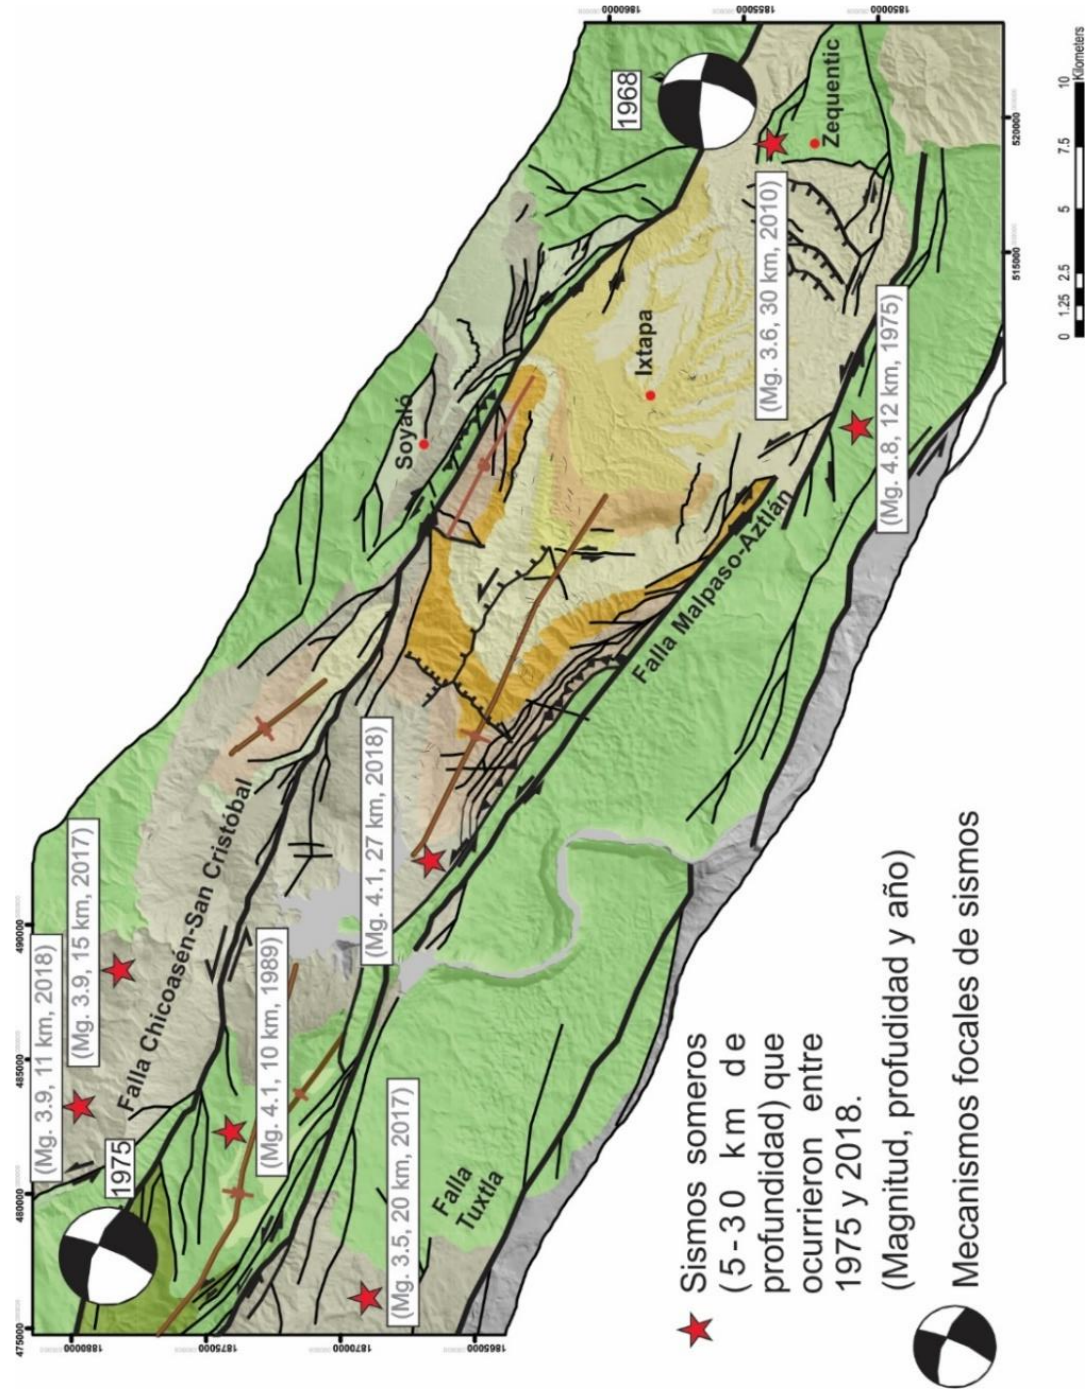 475000
480000
485000
490000
(Mg. 3.9, 11 km, 2018)
(Mg. 3.9, 15 km, 2017)
1975
Falla Chicoasén-San Cristóbal
(Mg. 4.1, 10 km, 1989)
(Mg. 4.1, 27 km, 2018)
(Mg. 3.5, 20 km, 2017)
Falla
Tuxtla
Soyaló
1968
Ixtapa
Falla Malpaso-Aztlán
(Mg. 3.6, 30 km, 2010)
Zequentic
(Mg. 4.8, 12 km, 1975)
1880000
1875000
1870000
1865000
1860000
1855000
1850000
515000
520000
0 1.25 2.5 5 7.5 10
Kilometers
Sismos someros
(5-30 km de
profundidad) que
ocurrieron entre
1975 y 2018.
(Magnitud, profudidad y año)
Mecanismos focales de sismos